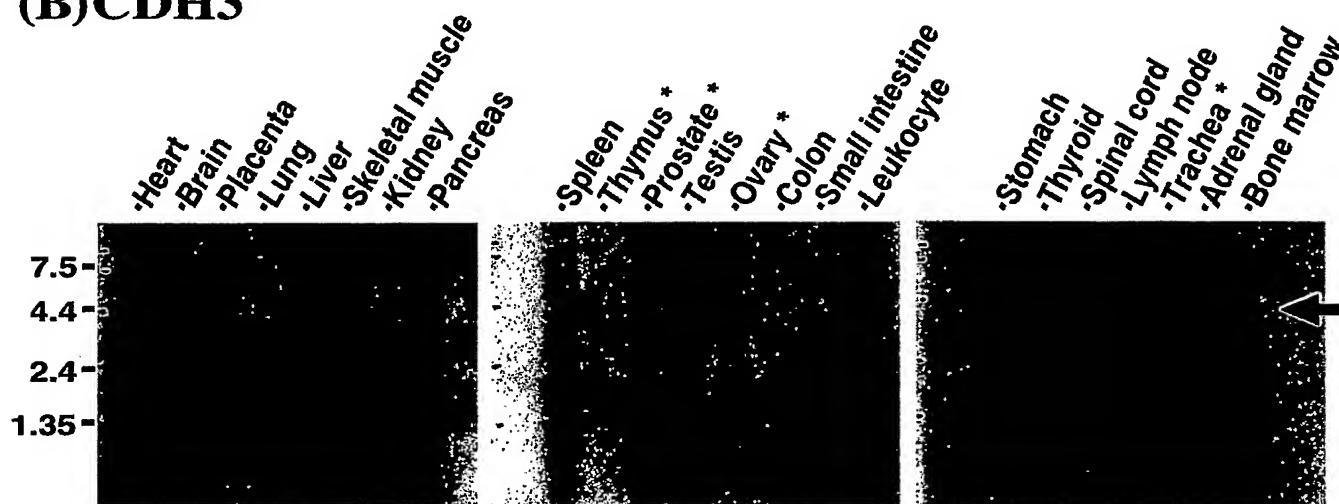 (B)CDH3
·Heart
·Brain
·Placenta
·Lung
·Liver
·Skeletal muscle
·Kidney
·Pancreas
·Spleen
·Thymus *
·Prostate *
·Testis
·Ovary *
·Colon
·Small intestine
·Leukocyte
·Stomach
·Thyroid
·Spinal cord
·Lymph node
·Trachea *
·Adrenal gland
·Bone marrow
7.5-
4.4-
2.4-
1.35-